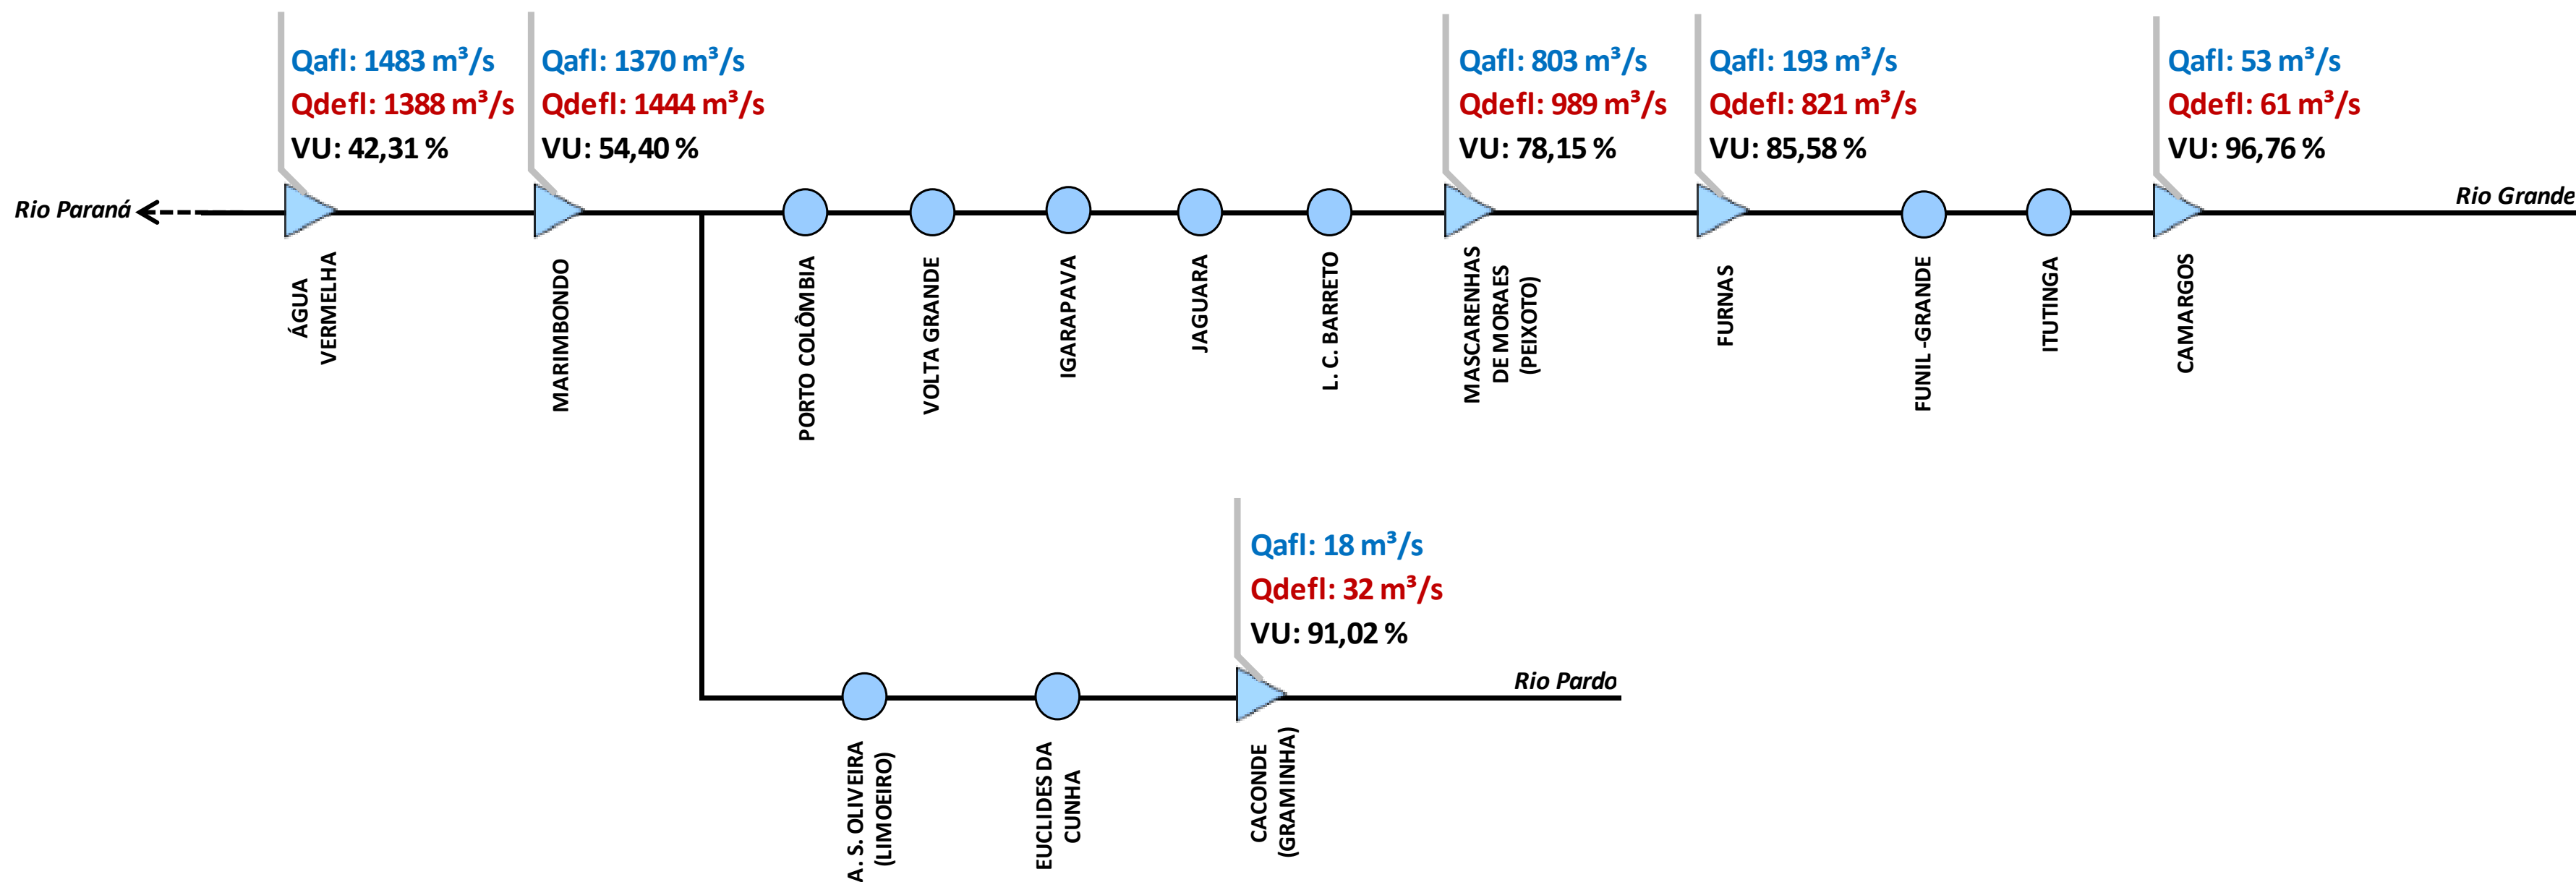 Qafl: 1483 m³/s
Qdefl: 1388 m³/s
VU: 42,31 %
Qafl: 1370 m³/s
Qdefl: 1444 m³/s
VU: 54,40 %
Qafl: 803 m³/s
Qdefl: 989 m³/s
VU: 78,15 %
Qafl: 193 m³/s
Qdefl: 821 m³/s
VU: 85,58 %
Qafl: 53 m³/s
Qdefl: 61 m³/s
VU: 96,76 %
Rio Paraná
Rio Grande
ÁGUA
VERMELHA
MARIMBONDO
PORTO COLÔMBIA
VOLTA GRANDE
IGARAPAVA
JAGUARA
L. C. BARRETO
MASCARENHAS
DE MORAES
(PEIXOTO)
FURNAS
FUNIL -GRANDE
ITUTINGA
CAMARGOS
Qafl: 18 m³/s
Qdefl: 32 m³/s
VU: 91,02 %
Rio Pardo
A. S. OLIVEIRA
(LIMOEIRO)
EUCLIDES DA
CUNHA
CACONDE
(GRAMINHA)